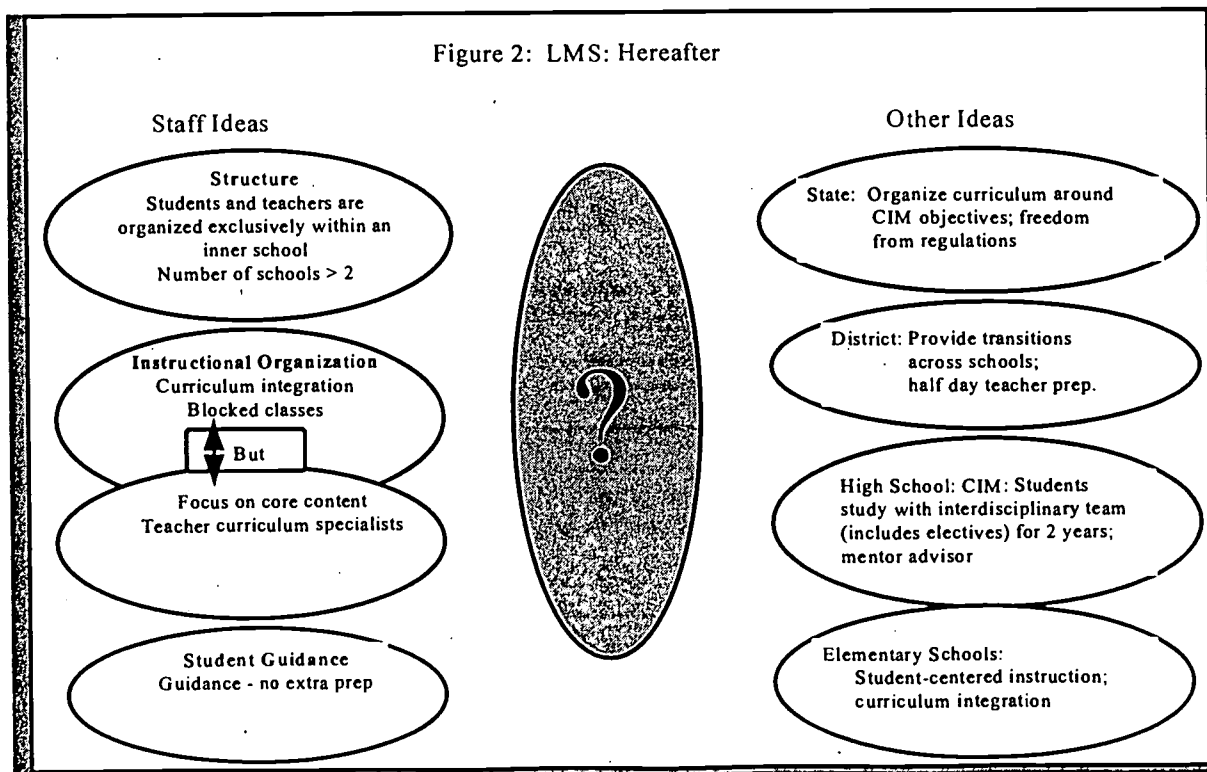 Figure 2: LMS: Hereafter
Staff Ideas
Structure
Students and teachers are
organized exclusively within an
inner school
Number of schools > 2
Instructional Organization
Curriculum integration
Blocked classes
But
Focus on core content
Teacher curriculum specialists
Student Guidance
Guidance - no extra prep
?
Other Ideas
State: Organize curriculum around
CIM objectives; freedom
from regulations
District: Provide transitions
across schools;
half day teacher prep.
High School: CIM: Students
study with interdisciplinary team
(includes electives) for 2 years;
mentor advisor
Elementary Schools:
Student-centered instruction;
curriculum integration